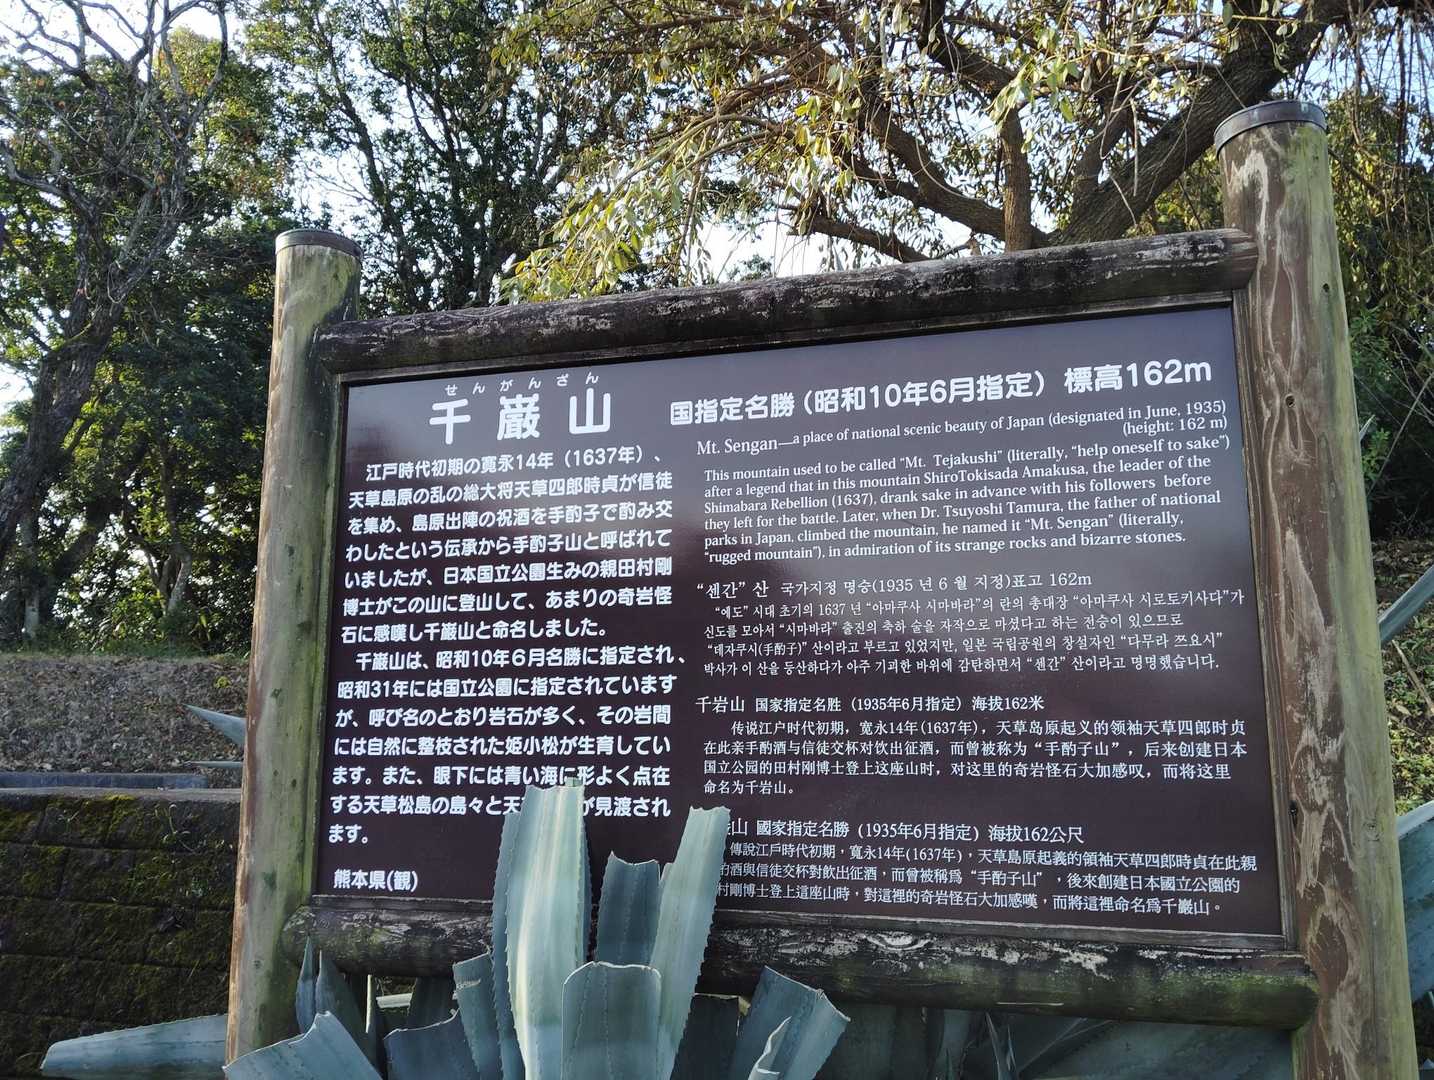 せんがんざん
千巌山
国指定名勝（昭和10年6月指定） 標高162m
江戸時代初期の寛永14年（1637年）、
天草島原の乱の総大将天草四郎時貞が信徒
を集め、島原出陣の祝酒を手酌子で酌み交
わしたという伝承から手酌子山と呼ばれて
いましたが、日本国立公園生みの親田村剛
博士がこの山に登山して、あまりの奇岩怪
石に感嘆し千巌山と命名しました。
千巌山は、昭和10年6月名勝に指定され、
昭和31年には国立公園に指定されています
が、呼び名のとおり岩石が多く、その岩間
には自然に整枝された姫小松が生育してい
ます。また、眼下には青い海に形よく点在
する天草松島の島々と天 が見渡され
ます。
熊本県(観)
Mt. Sengan—a place of national scenic beauty of Japan (designated in June, 1935)
(height: 162 m)
This mountain used to be called “Mt. Tejakushi” (literally, “help oneself to sake”)
after a legend that in this mountain ShiroTokisada Amakusa, the leader of the
Shimabara Rebellion (1637), drank sake in advance with his followers before
they left for the battle. Later, when Dr. Tsuyoshi Tamura, the father of national
parks in Japan, climbed the mountain, he named it “Mt. Sengan” (literally,
“rugged mountain”), in admiration of its strange rocks and bizarre stones.
“센간” 산 국가지정 명승(1935 년 6 월 지정)표고 162m
“에도” 시대 초기의 1637 년 “아마쿠사 시마바라”의 란의 총대장 “아마쿠사 시로토키사다”가
신도를 모아서 “시마바라” 출진의 축하 술을 자작으로 마셨다고 하는 전승이 있으므로
“데자쿠시(手酌子)” 산이라고 부르고 있었지만, 일본 국립공원의 창설자인 “다무라 쯔요시”
박사가 이 산을 등산하다가 아주 기괴한 바위에 감탄하면서 “센간” 산이라고 명명했습니다.
千岩山 国家指定名胜（1935年6月指定）海拔162米
传说江户时代初期，宽永14年(1637年)，天草岛原起义的领袖天草四郎时贞
在此亲手酌酒与信徒交杯对饮出征酒，而曾被称为“手酌子山”，后来创建日本
国立公园的田村刚博士登上这座山时，对这里的奇岩怪石大加感叹，而将这里
命名为千岩山。
山 國家指定名勝（1935年6月指定）海拔162公尺
傳說江戶時代初期，寬永14年(1637年)，天草島原起義的領袖天草四郎時貞在此親
酌酒與信徒交杯對飲出征酒，而曾被稱爲“手酌子山”，後來創建日本國立公園的
村剛博士登上這座山時，對這裡的奇岩怪石大加感嘆，而將這裡命名爲千巖山。